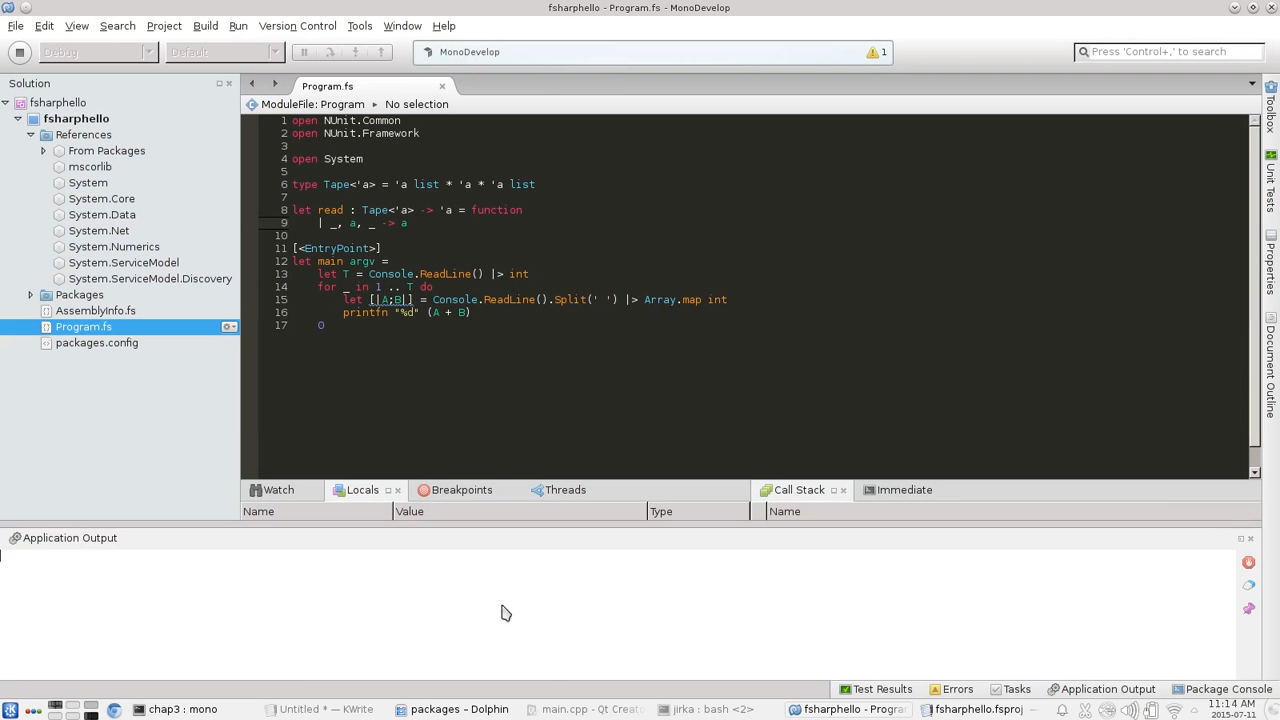 fsharphello - Program.fs - MonoDevelop
File Edit View Search Project Build Run Version Control Tools Window Help
Debug Default MonoDevelop 1 Press 'Control+,' to search
Solution
fsharphello
fsharphello
References
From Packages
mscorlib
System
System.Core
System.Data
System.Net
System.Numerics
System.ServiceModel
System.ServiceModel.Discovery
Packages
AssemblyInfo.fs
Program.fs
packages.config
Program.fs
ModuleFile: Program No selection
1 open NUnit.Common
2 open NUnit.Framework
3
4 open System
5
6 type Tape<'a> = 'a list * 'a * 'a list
7
8 let read : Tape<'a> -> 'a = function
9 | _, a, _ -> a
10
11 [<EntryPoint>]
12 let main argv =
13 let T = Console.ReadLine() |> int
14 for _ in 1 .. T do
15 let [|A;B|] = Console.ReadLine().Split(' ') |> Array.map int
16 printfn "%d" (A + B)
17 0
Toolbox
Unit Tests
Properties
Document Outline
Watch Locals Breakpoints Threads Call Stack Immediate
Name Value Type Name
Application Output
Test Results Errors Tasks Application Output Package Console
chap3 : mono Untitled * — KWrite packages – Dolphin main.cpp - Qt Creato jirka : bash <2> fsharphello - Progra fsharphello.fsproj 11:14 AM
2015-07-11